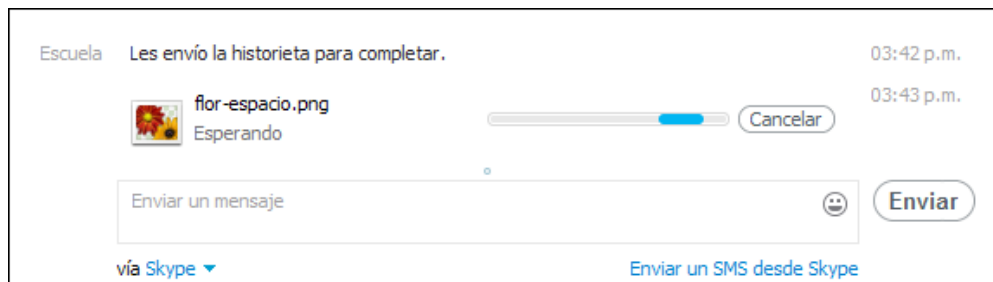 Escuela Les envío la historieta para completar. 03:42 p.m.
flor-espacio.png 03:43 p.m.
Esperando Cancelar
Enviar un mensaje Enviar
vía Skype Enviar un SMS desde Skype